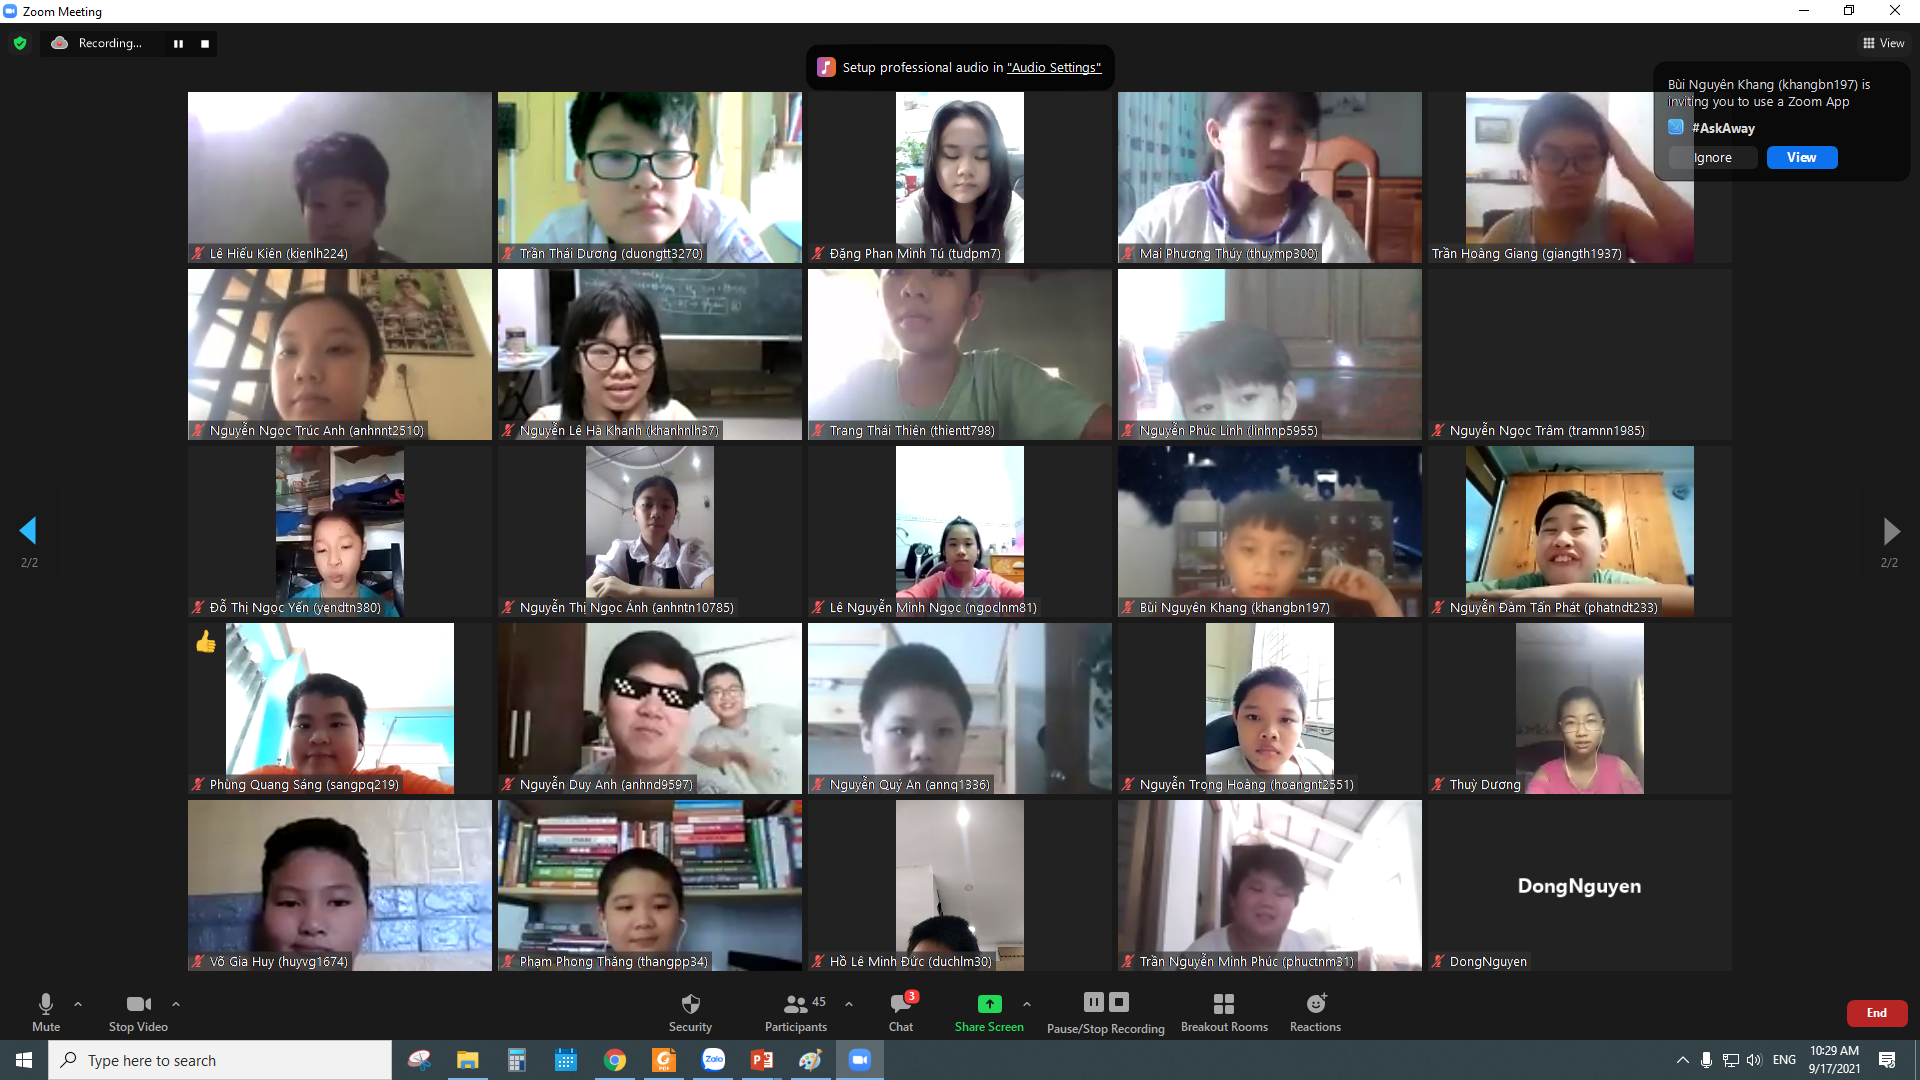 Zoom Meeting
Recording...
View
Setup professional audio in "Audio Settings"
Bùi Nguyên Khang (khangbn197) is
inviting you to use a Zoom App
#AskAway
Ignore
View
Lê Hiếu Kiên (kienlh224)
Trần Thái Dương (duongtt3270)
Đặng Phan Minh Tú (tudpm7)
Mai Phương Thúy (thuymp300)
Trần Hoàng Giang (giangth1937)
Nguyễn Ngọc Trúc Anh (anhnnt2510)
Nguyễn Lê Hà Khanh (khanhnlh37)
Trang Thái Thiên (thientt798)
Nguyễn Phúc Linh (linhnp5955)
Nguyễn Ngọc Trâm (tramnn1985)
2/2
2/2
Đỗ Thị Ngọc Yến (yendtn380)
Nguyễn Thị Ngọc Ánh (anhntn10785)
Lê Nguyễn Minh Ngọc (ngoclnm81)
Bùi Nguyên Khang (khangbn197)
Nguyễn Đàm Tấn Phát (phatndt233)
Phùng Quang Sáng (sangpq219)
Nguyễn Duy Anh (anhnd9597)
Nguyễn Quý An (annq1336)
Nguyễn Trọng Hoàng (hoangnt2551)
Thuỳ Dương
DongNguyen
Võ Gia Huy (huyvg1674)
Phạm Phong Thăng (thangpp34)
Hồ Lê Minh Đức (duchlm30)
Trần Nguyễn Minh Phúc (phuctnm31)
DongNguyen
Mute
Stop Video
Security
Participants
45
Chat
3
Share Screen
Pause/Stop Recording
Breakout Rooms
Reactions
End
Type here to search
Zalo
ENG
10:29 AM
9/17/2021